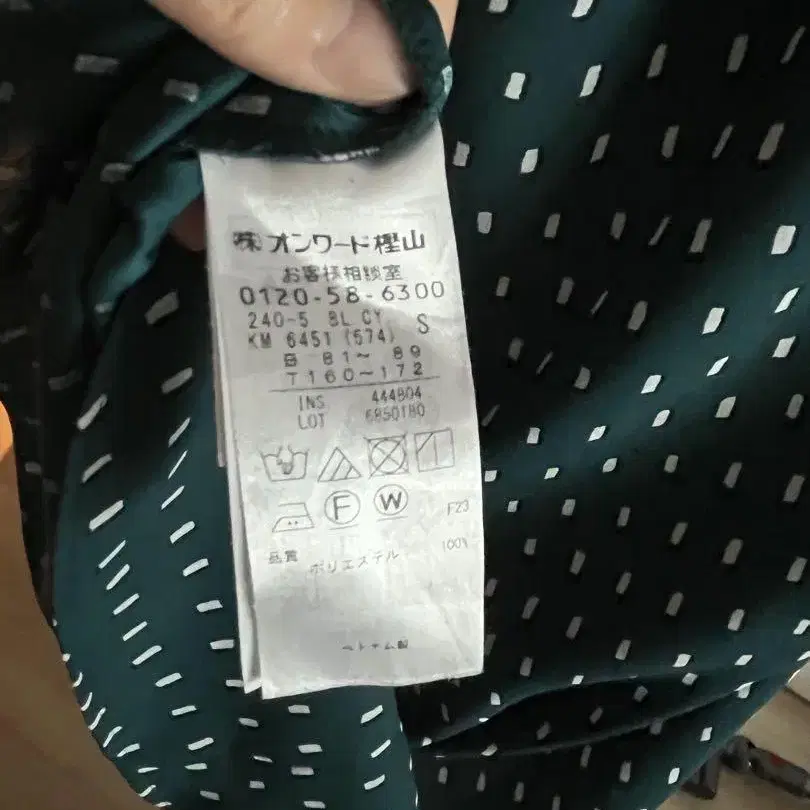 ㈱オンワード樫山
お客様相談室
0120-58-6300
240-5 BL CY S
KM 6451 (574)
B 81～ 89
T160～172
INS 444804
LOT 6850180
F W F23
品質 ポリエステル 100%
ベトナム製